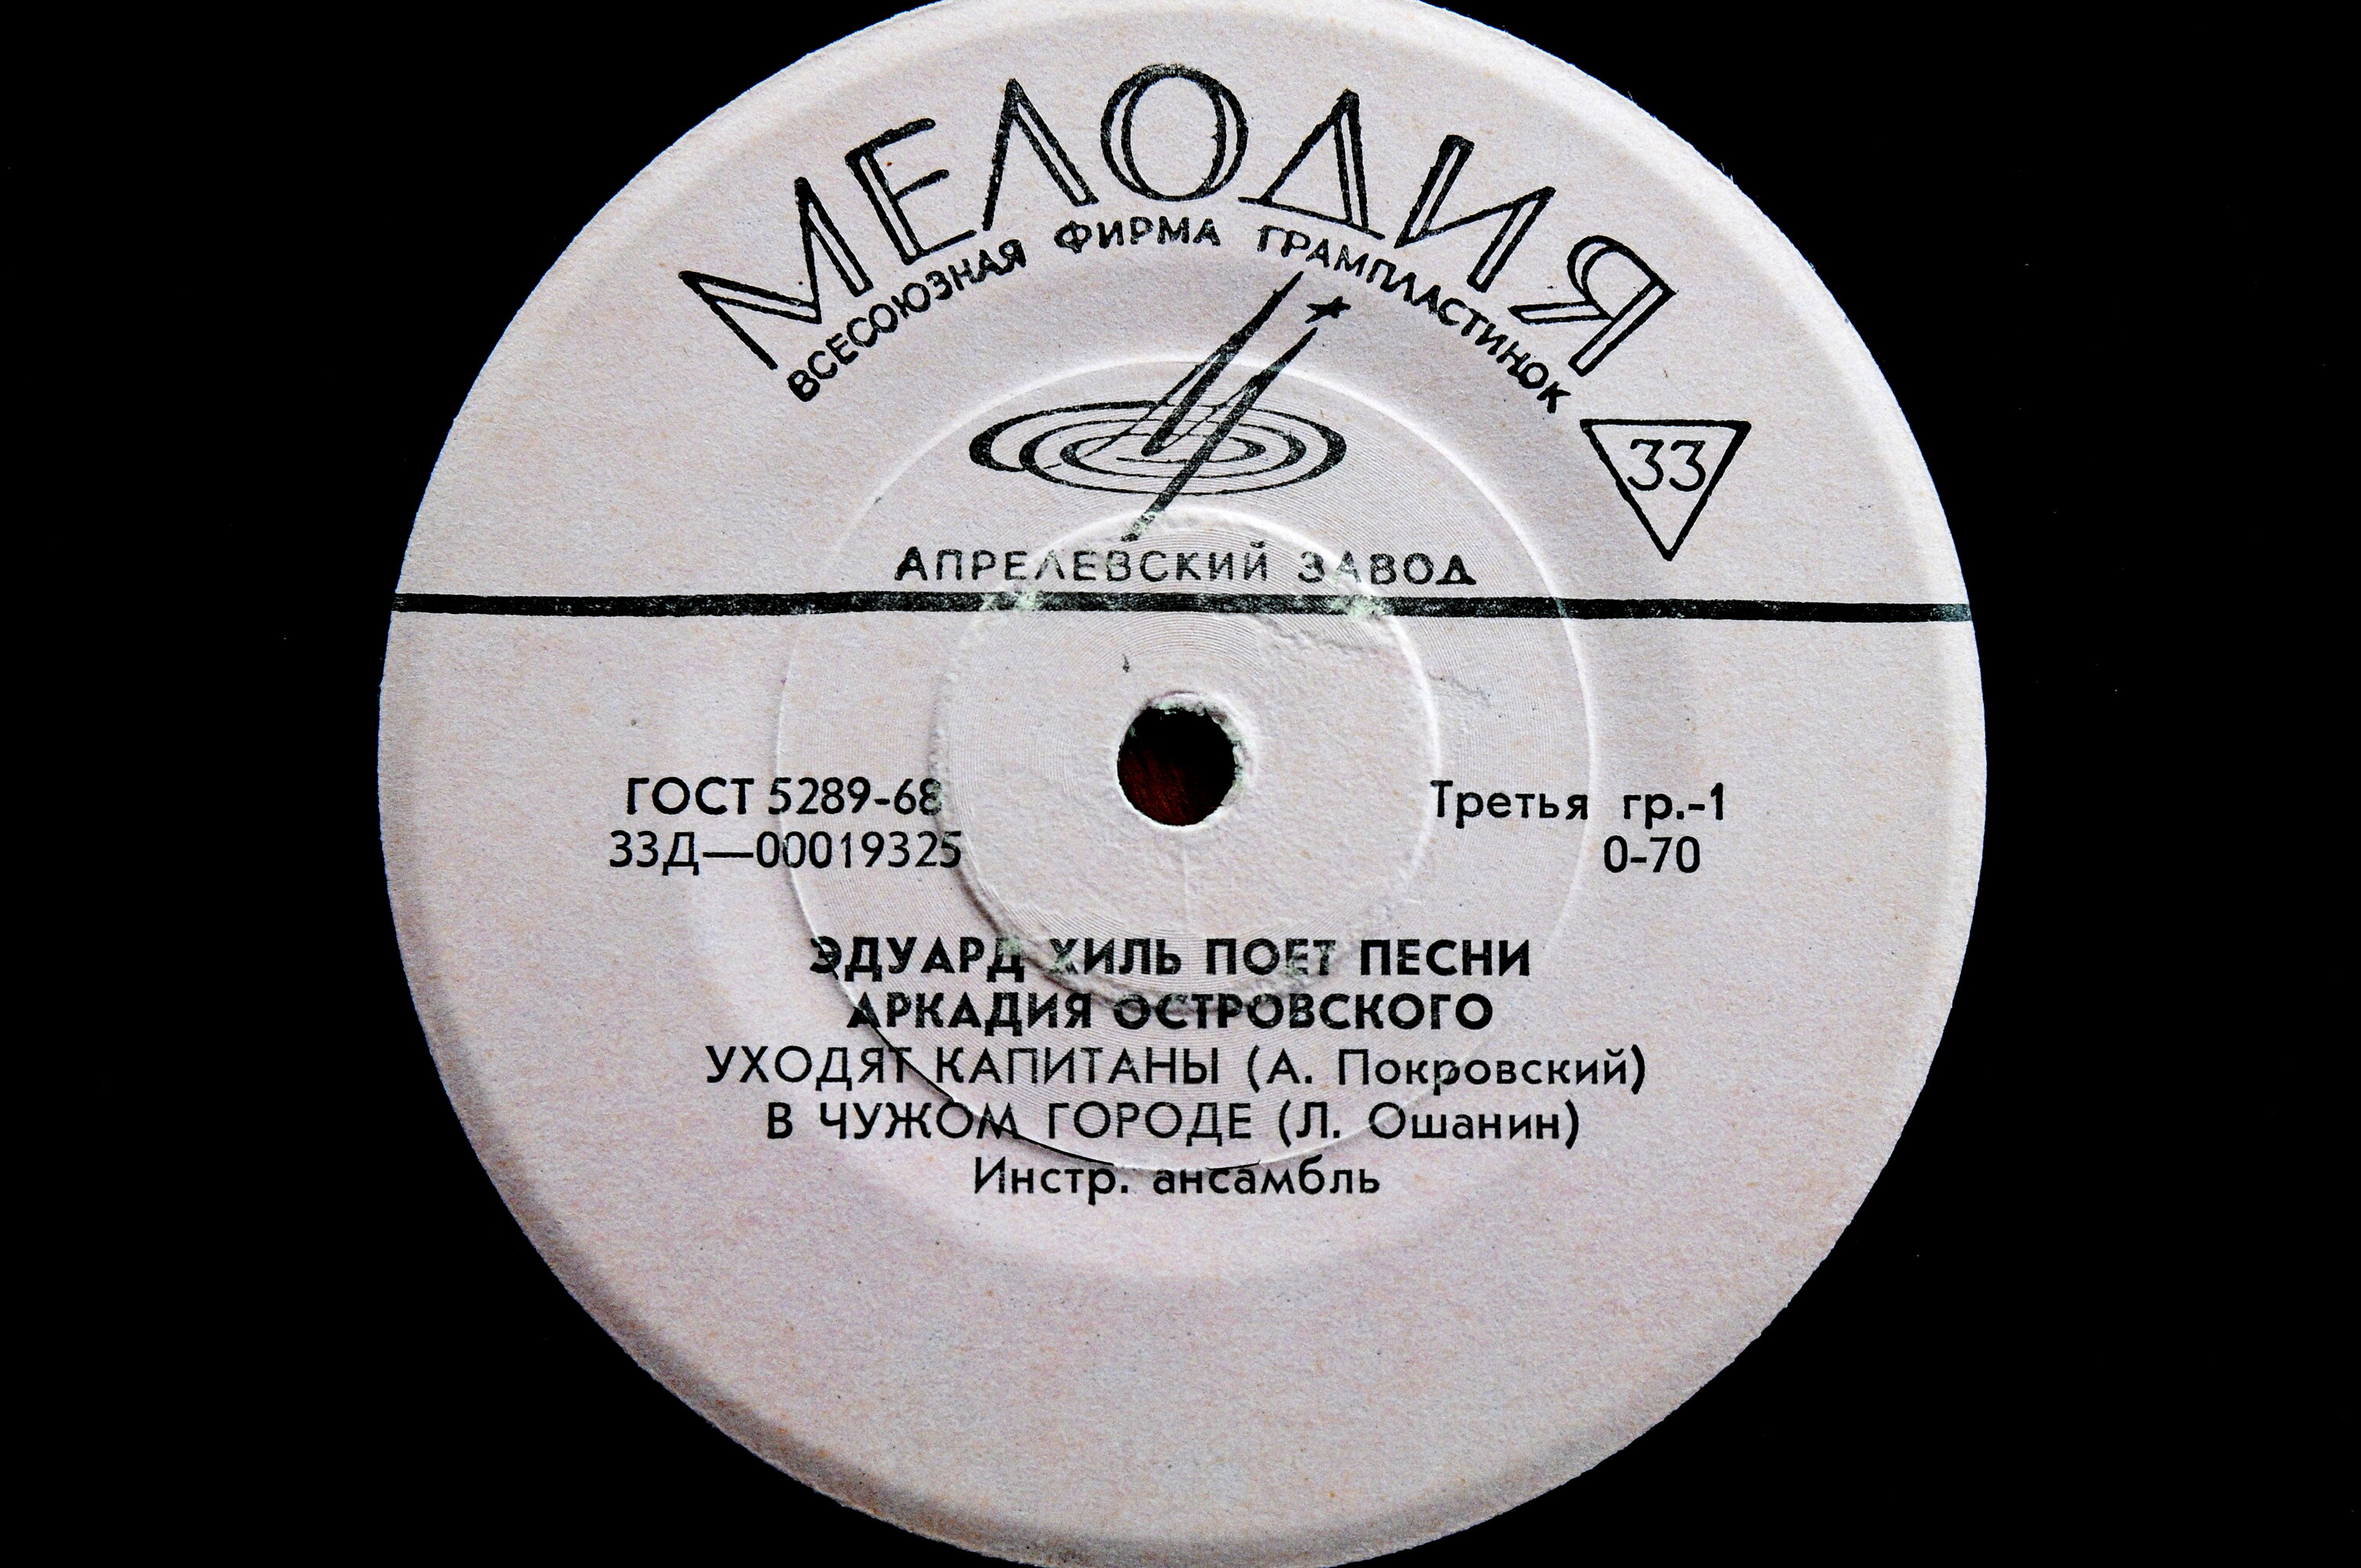 МЕЛОДИЯ
ВСЕСОЮЗНАЯ ФИРМА ГРАМПЛАСТИНОК
33
АПРЕЛЕВСКИЙ ЗАВОД
ГОСТ 5289-68
Третья гр.-1
33Д—00019325
0-70
ЭДУАРД ХИЛЬ ПОЕТ ПЕСНИ
АРКАДИЯ ОСТРОВСКОГО
УХОДЯТ КАПИТАНЫ (А. Покровский)
В ЧУЖОМ ГОРОДЕ (Л. Ошанин)
Инстр. ансамбль